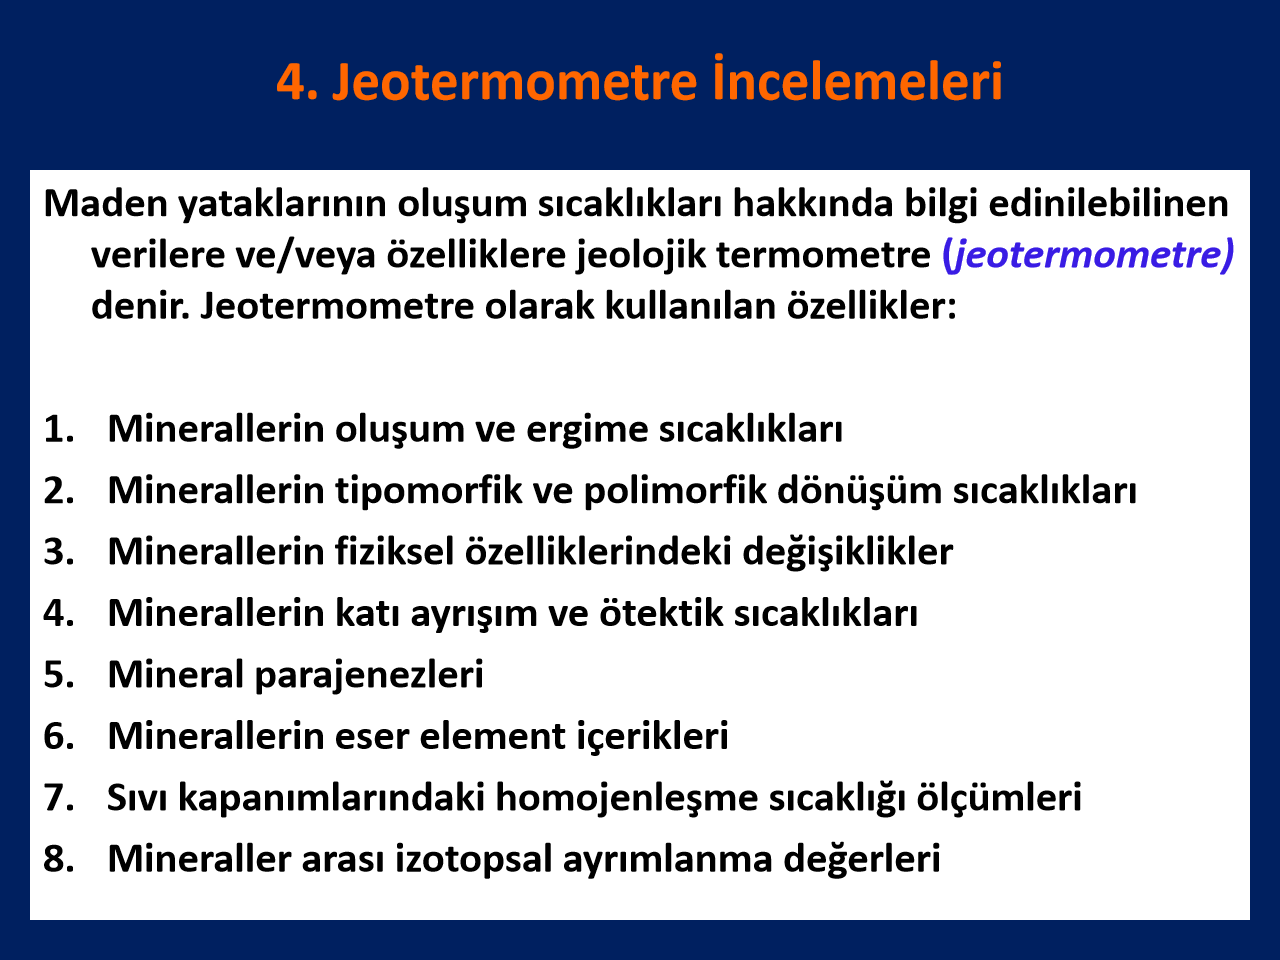 4. Jeotermometre İncelemeleri
Maden yataklarının oluşum sıcaklıkları hakkında bilgi edinilebilinen
verilere ve/veya özelliklere jeolojik termometre (jeotermometre)
denir. Jeotermometre olarak kullanılan özellikler:
1. Minerallerin oluşum ve ergime sıcaklıkları
2. Minerallerin tipomorfik ve polimorfik dönüşüm sıcaklıkları
3. Minerallerin fiziksel özelliklerindeki değişiklikler
4. Minerallerin katı ayrışım ve ötektik sıcaklıkları
5. Mineral parajenezleri
6. Minerallerin eser element içerikleri
7. Sıvı kapanımlarındaki homojenleşme sıcaklığı ölçümleri
8. Mineraller arası izotopsal ayrımlanma değerleri